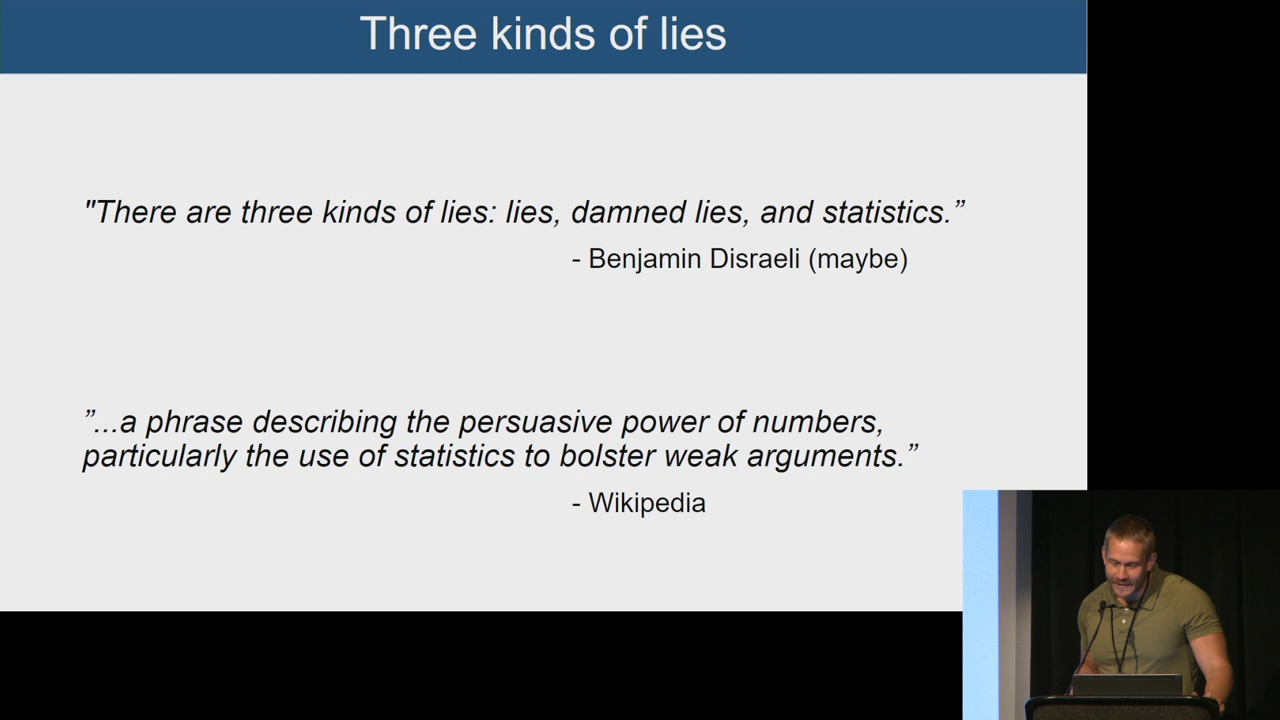 Three kinds of lies
"There are three kinds of lies: lies, damned lies, and statistics.”
- Benjamin Disraeli (maybe)
”...a phrase describing the persuasive power of numbers,
particularly the use of statistics to bolster weak arguments.”
- Wikipedia